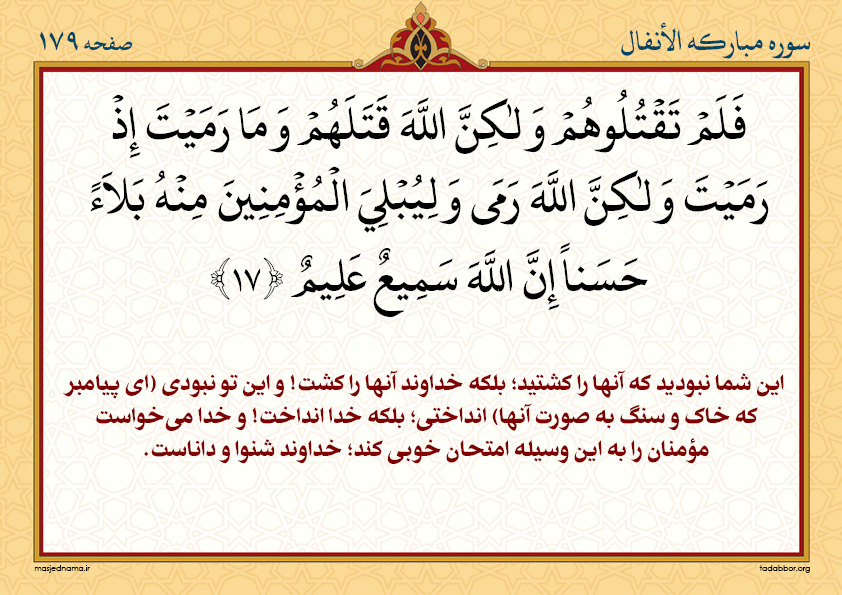 سوره مبارکه الأنفال
صفحه ۱۷۹
فَلَمْ تَقْتُلُوهُمْ وَ لٰكِنَّ اللَّهَ قَتَلَهُمْ وَ مَا رَمَيْتَ إِذْ
رَمَيْتَ وَ لٰكِنَّ اللَّهَ رَمَى وَ لِيُبْلِيَ الْمُؤْمِنِينَ مِنْهُ بَلاَءً
حَسَناً إِنَّ اللَّهَ سَمِيعٌ عَلِيمٌ ﴿۱۷﴾
این شما نبودید که آنها را کشتید؛ بلکه خداوند آنها را کشت! و این تو نبودی (ای پیامبر
که خاک و سنگ به صورت آنها) انداختی؛ بلکه خدا انداخت! و خدا می‌خواست
مؤمنان را به این وسیله امتحان خوبی کند؛ خداوند شنوا و داناست.
masjednama.ir
tadabbor.org